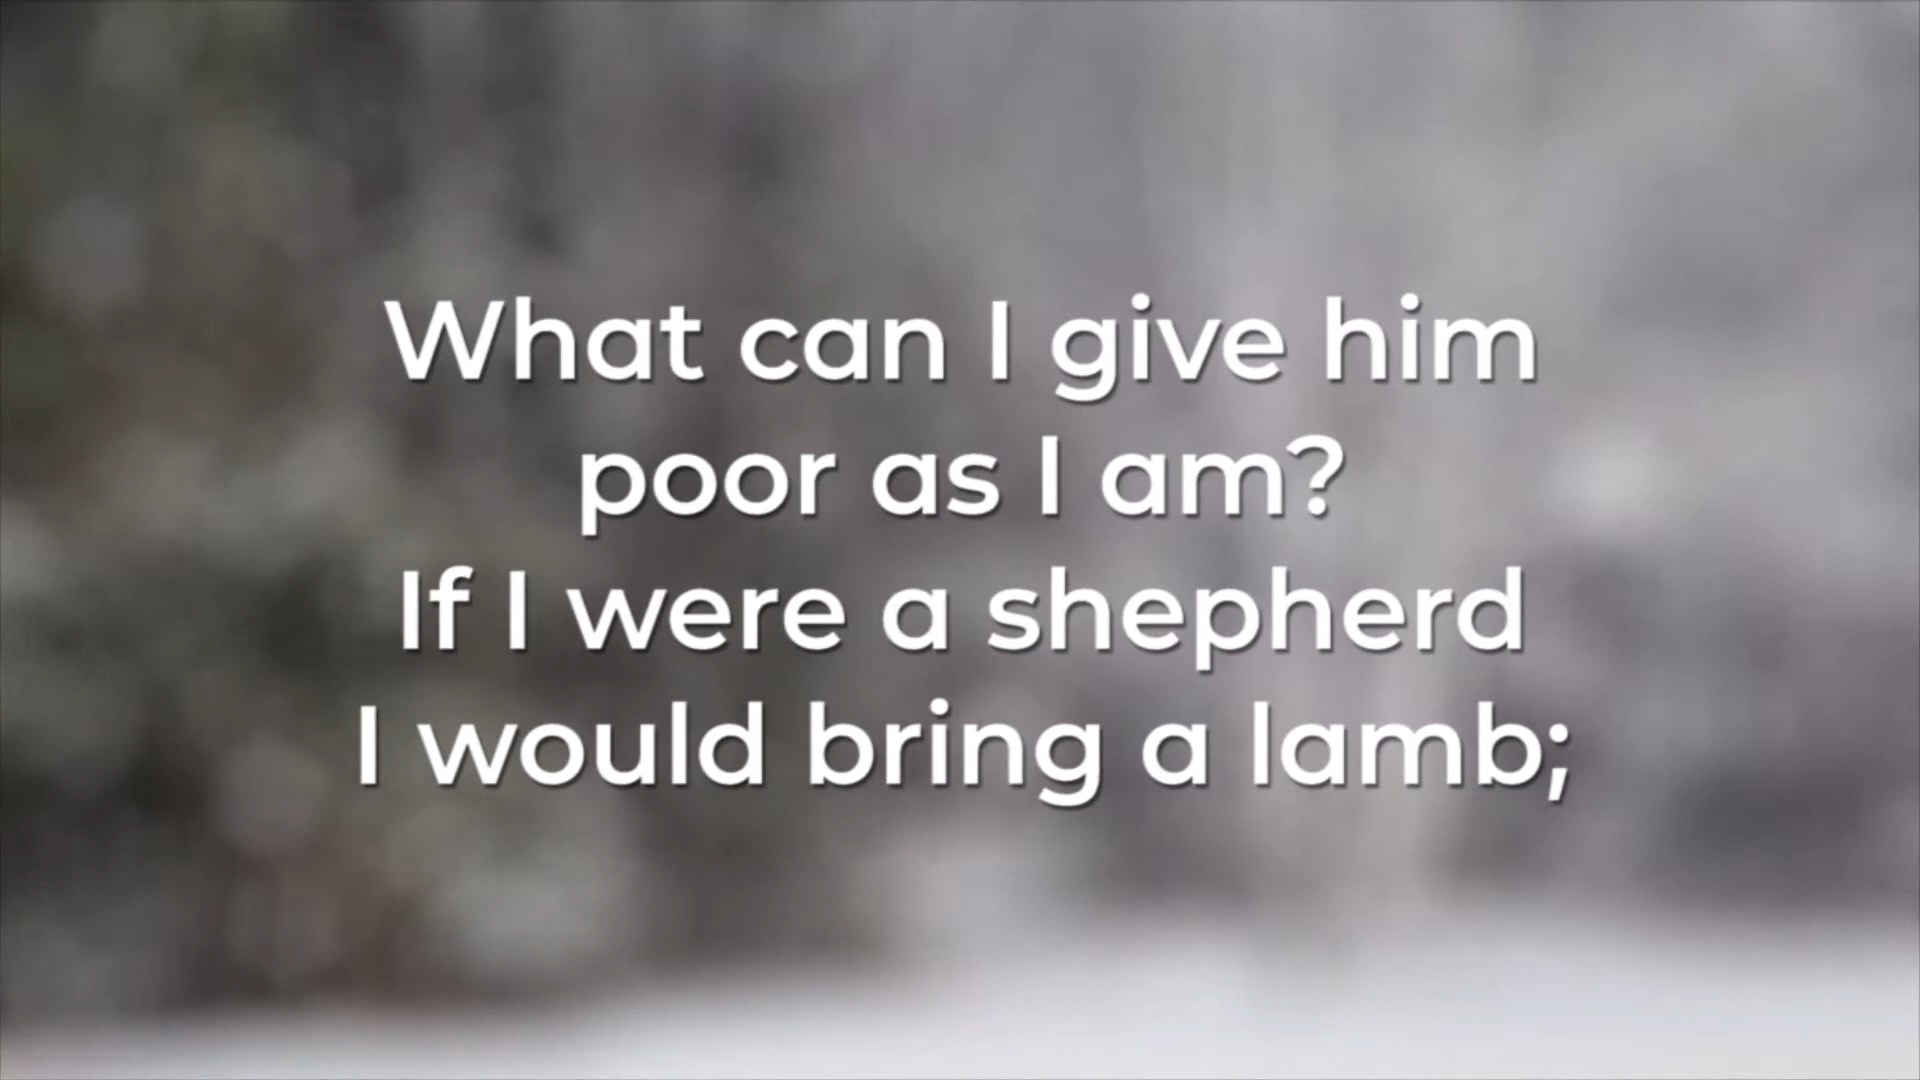 What can I give him
poor as I am?
If I were a shepherd
I would bring a lamb;